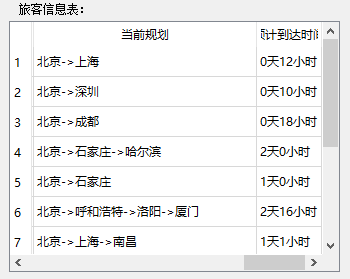 旅客信息表：
当前规划 预计到达时间
1 北京->上海 0天12小时
2 北京->深圳 0天10小时
3 北京->成都 0天18小时
4 北京->石家庄->哈尔滨 2天0小时
5 北京->石家庄 1天0小时
6 北京->呼和浩特->洛阳->厦门 2天16小时
7 北京->上海->南昌 1天1小时